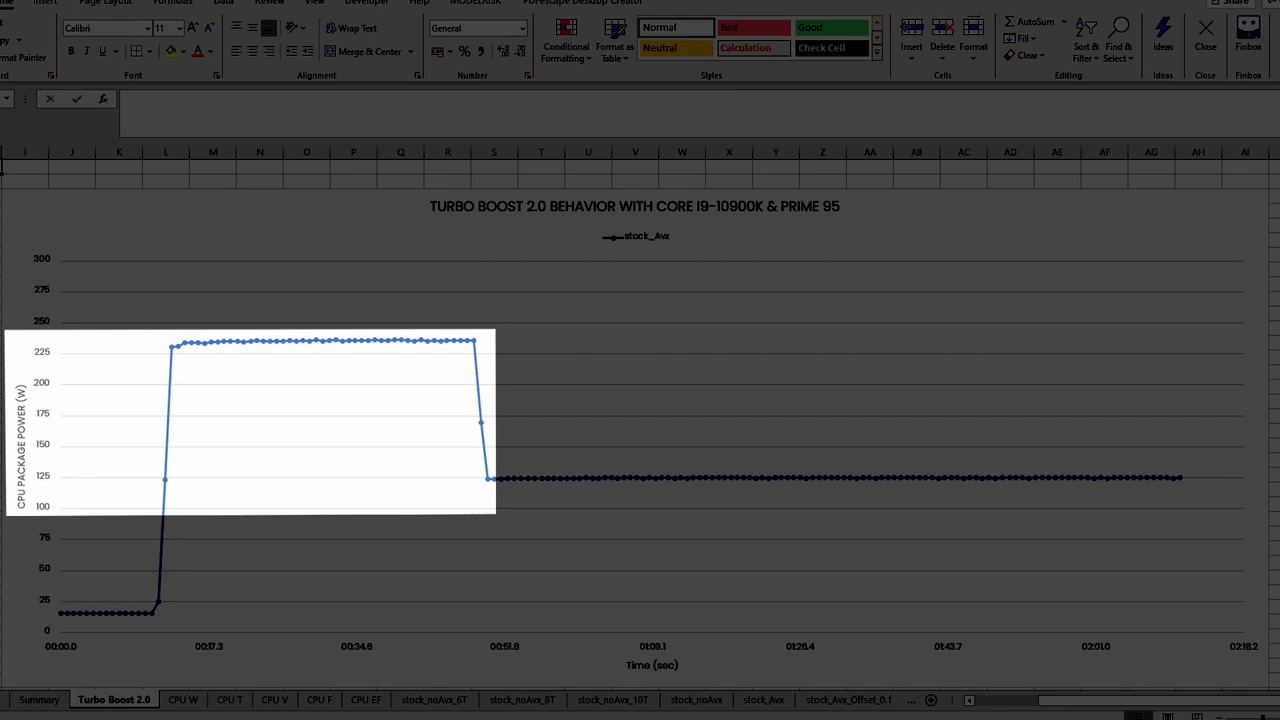 Insert Page Layout Formulas Data Review View Developer Help MODELRISK PDFescape Desktop Creator Share
Calibri 11 A A General Normal Bad Good AutoSum
Wrap Text Fill
Format Painter B I U A Merge & Center % Conditional Format as Neutral Calculation Check Cell Insert Delete Format Clear Sort & Find & Ideas Close Finbox
Formatting Table Filter Select
Font Alignment Number Styles Cells Editing Ideas Close Finbox
fx
I J K L M N O P Q R S T U V W X Y Z AA AB AC AD AE AF AG AH AI
TURBO BOOST 2.0 BEHAVIOR WITH CORE I9-10900K & PRIME 95
stock_Avx
300
275
250
225
200
175
150
125
100
75
50
25
0
CPU PACKAGE POWER (W)
00:00.0 00:17.3 00:34.6 00:51.8 01:09.1 01:26.4 01:43.7 02:01.0 02:18.2
Time (sec)
Summary Turbo Boost 2.0 CPU W CPU T CPU V CPU F CPU EF stock_noAvx_6T stock_noAvx_8T stock_noAvx_10T stock_noAvx stock_Avx stock_Avx_Offset_0.1 ...